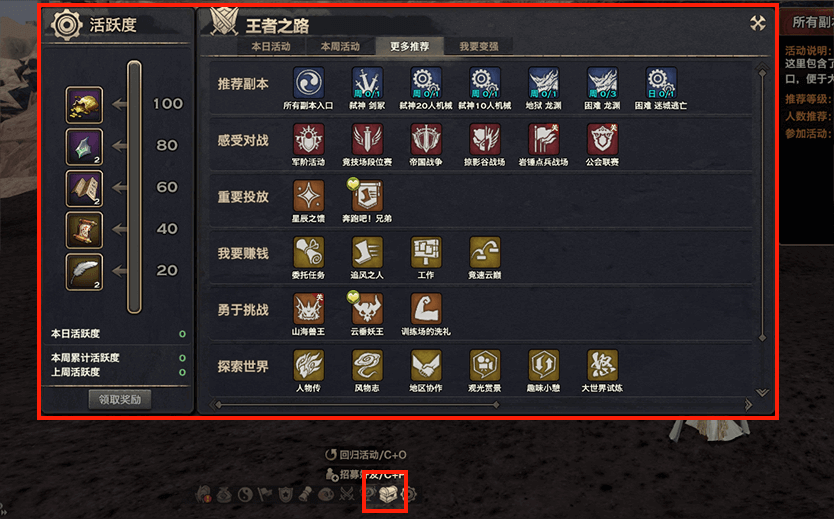 活跃度
王者之路
本日活动 本周活动 更多推荐 我要变强
100
80
60
40
20
2
2
2
本日活跃度 0
本周累计活跃度 0
上周活跃度 0
领取奖励
推荐副本
周 0/1 周 0/1 周 0/1 周 0/1 周 0/3 日 0/1
所有副本入口 弑神 剑冢 弑神20人机械 弑神10人机械 地狱 龙渊 困难 龙渊 困难 迷城逃亡
感受对战
关 关
军阶活动 竞技场段位赛 帝国战争 掠影谷战场 岩锤点兵战场 公会联赛
重要投放
星辰之馈 奔跑吧!兄弟
我要赚钱
委托任务 追风之人 工作 竞速云巅
勇于挑战
关
山海兽王 云垂妖王 训练场的洗礼
探索世界
人物传 风物志 地区协作 观光赏景 趣味小憩 大世界试炼
所有副本
活动说明:
这里包含了
口，便于大
推荐等级:
人数推荐:
参加活动:
回归活动/C+O
招募好友/C+P